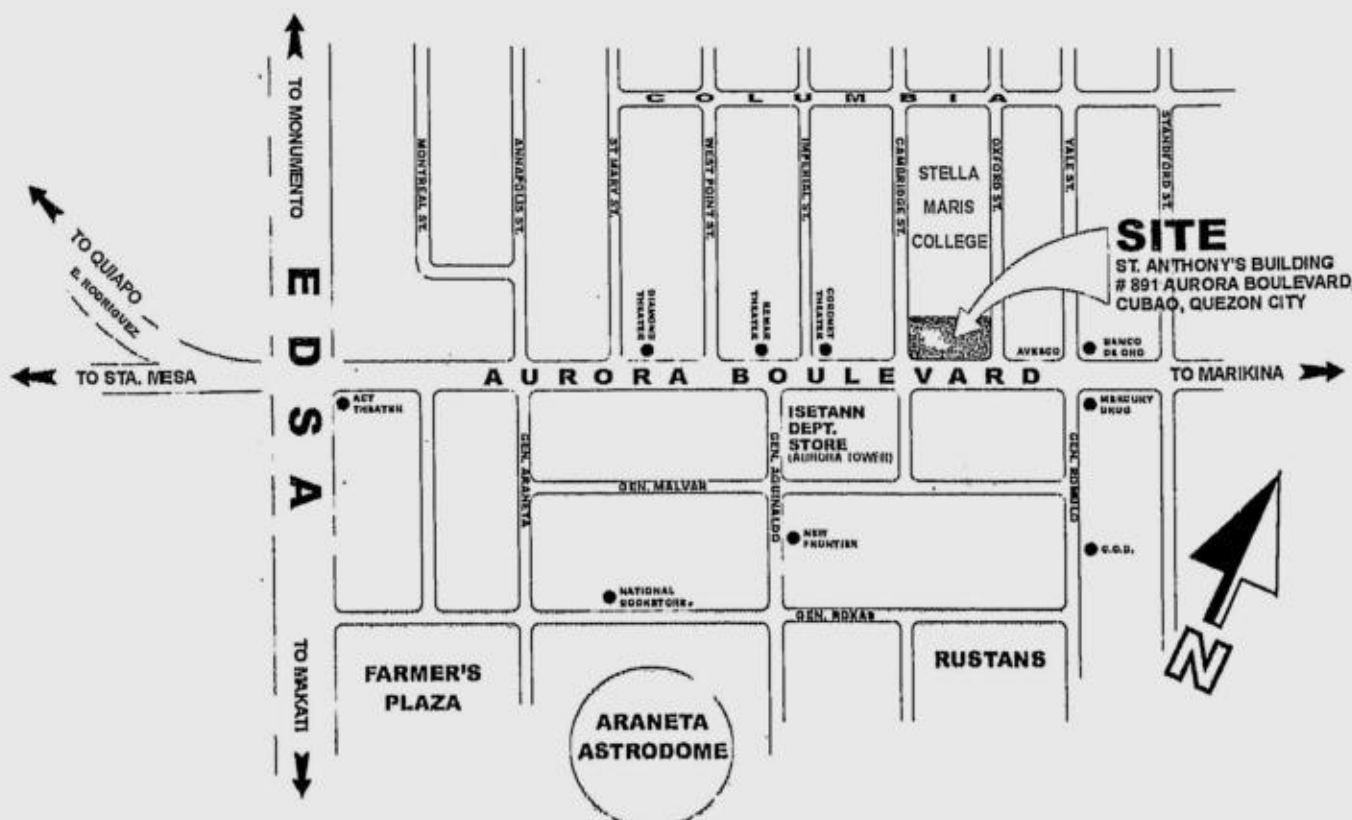 TO MONUMENTO
COLUMBIA
MONTREAL ST.
ANNAPOLIS ST.
ST MARY ST.
WEST POINT ST.
IMPERIAL ST.
CAMBRIDGE ST.
OXFORD ST.
YALE ST.
STANDFORD ST.
STELLA
MARIS
COLLEGE
TO QUIAPO
E. RODRIGUEZ
SITE
ST. ANTHONY'S BUILDING
# 891 AURORA BOULEVARD
CUBAO, QUEZON CITY
EDSA
DIAMOND
THEATER
REMAR
THEATER
CORONET
THEATER
AVESCO
BANCO
DE ORO
TO STA. MESA
AURORA BOULEVARD
TO MARIKINA
ACT
THEATER
ISETANN
DEPT.
STORE
(AURORA TOWER)
MERCURY
DRUG
GEN. ARANETA
GEN. MALVAR
GEN. AGUINALDO
GEN. ROMULO
NEW
FRONTIER
C.O.D.
NATIONAL
BOOKSTORE
GEN. ROXAS
TO MAKATI
FARMER'S
PLAZA
ARANETA
ASTRODOME
RUSTANS
N